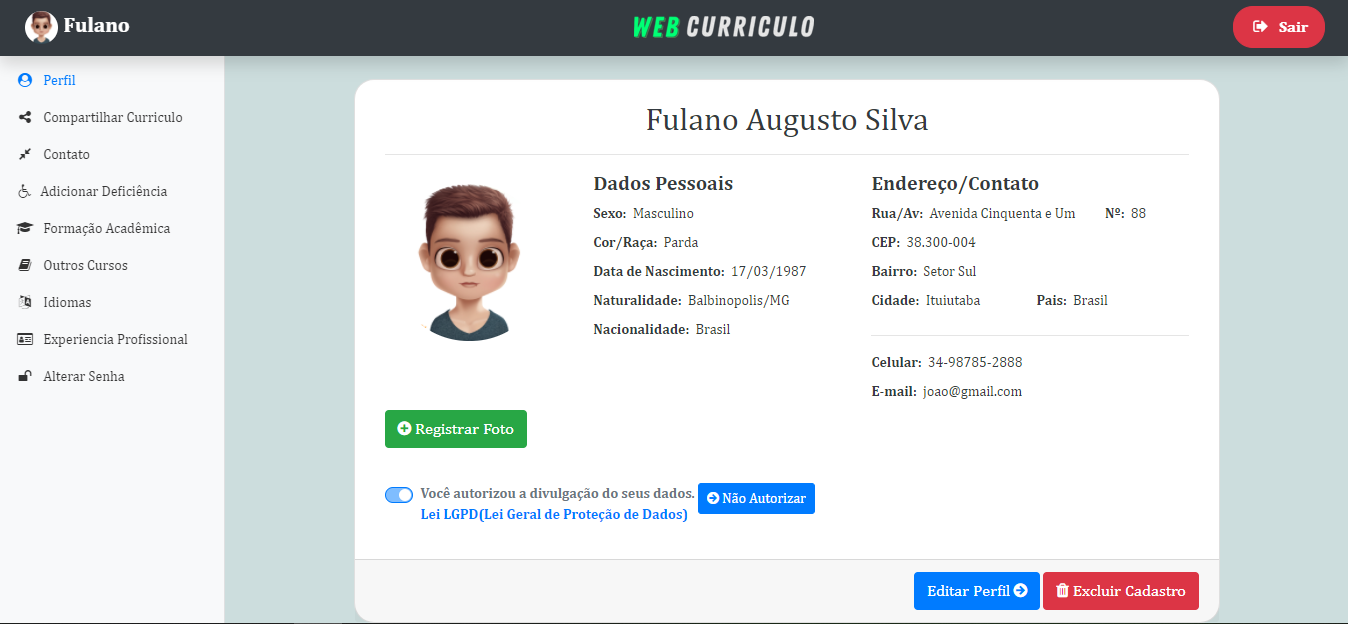 Fulano
WEB CURRICULO
Sair
Perfil
Compartilhar Curriculo
Contato
Adicionar Deficiência
Formação Acadêmica
Outros Cursos
Idiomas
Experiencia Profissional
Alterar Senha
Fulano Augusto Silva
Dados Pessoais
Sexo: Masculino
Cor/Raça: Parda
Data de Nascimento: 17/03/1987
Naturalidade: Balbinopolis/MG
Nacionalidade: Brasil
Endereço/Contato
Rua/Av: Avenida Cinquenta e Um Nº: 88
CEP: 38.300-004
Bairro: Setor Sul
Cidade: Ituiutaba Pais: Brasil
Celular: 34-98785-2888
E-mail: joao@gmail.com
Registrar Foto
Você autorizou a divulgação do seus dados. Não Autorizar
Lei LGPD(Lei Geral de Proteção de Dados)
Editar Perfil Excluir Cadastro